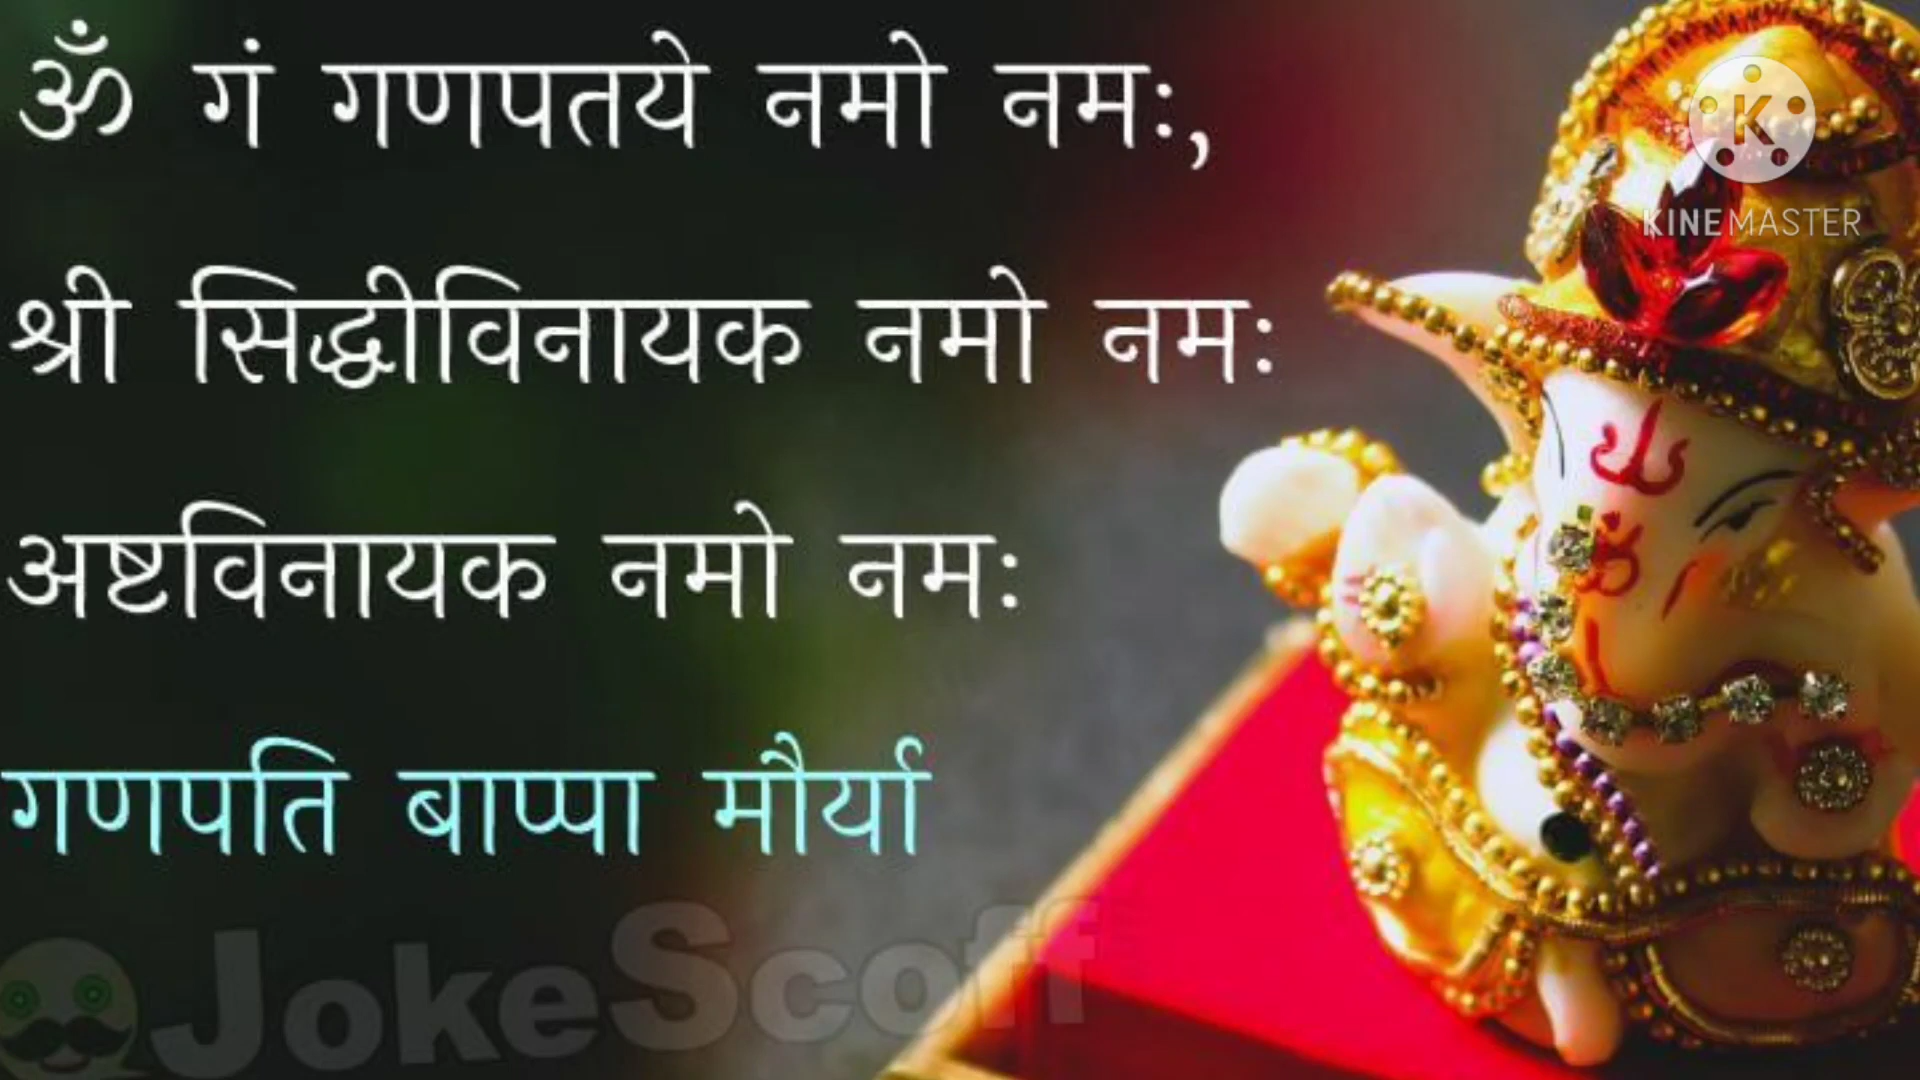 ॐ गं गणपतये नमो नमः,
श्री सिद्धीविनायक नमो नमः
अष्टविनायक नमो नमः
गणपति बाप्पा मौर्या
KINEMASTER
JokeScoff